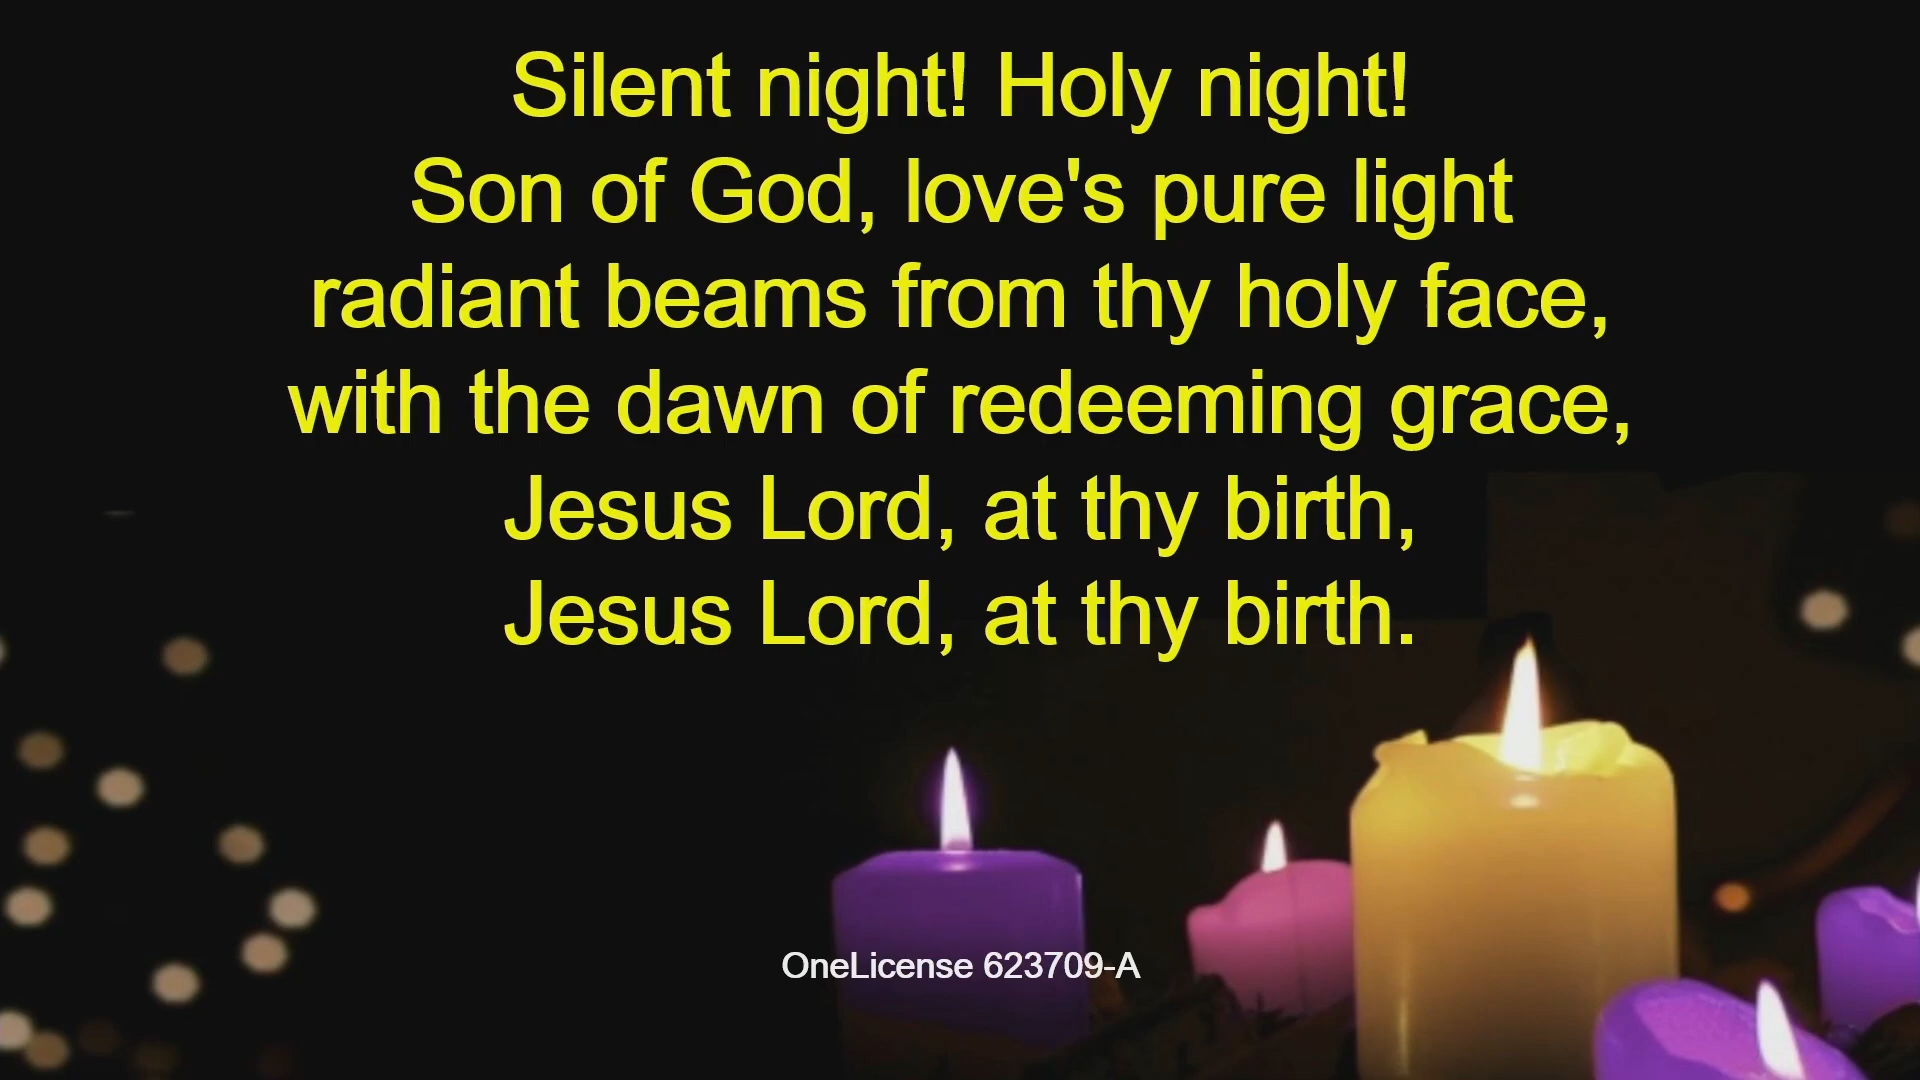 Silent night! Holy night!
Son of God, love's pure light
radiant beams from thy holy face,
with the dawn of redeeming grace,
Jesus Lord, at thy birth,
Jesus Lord, at thy birth.
OneLicense 623709-A